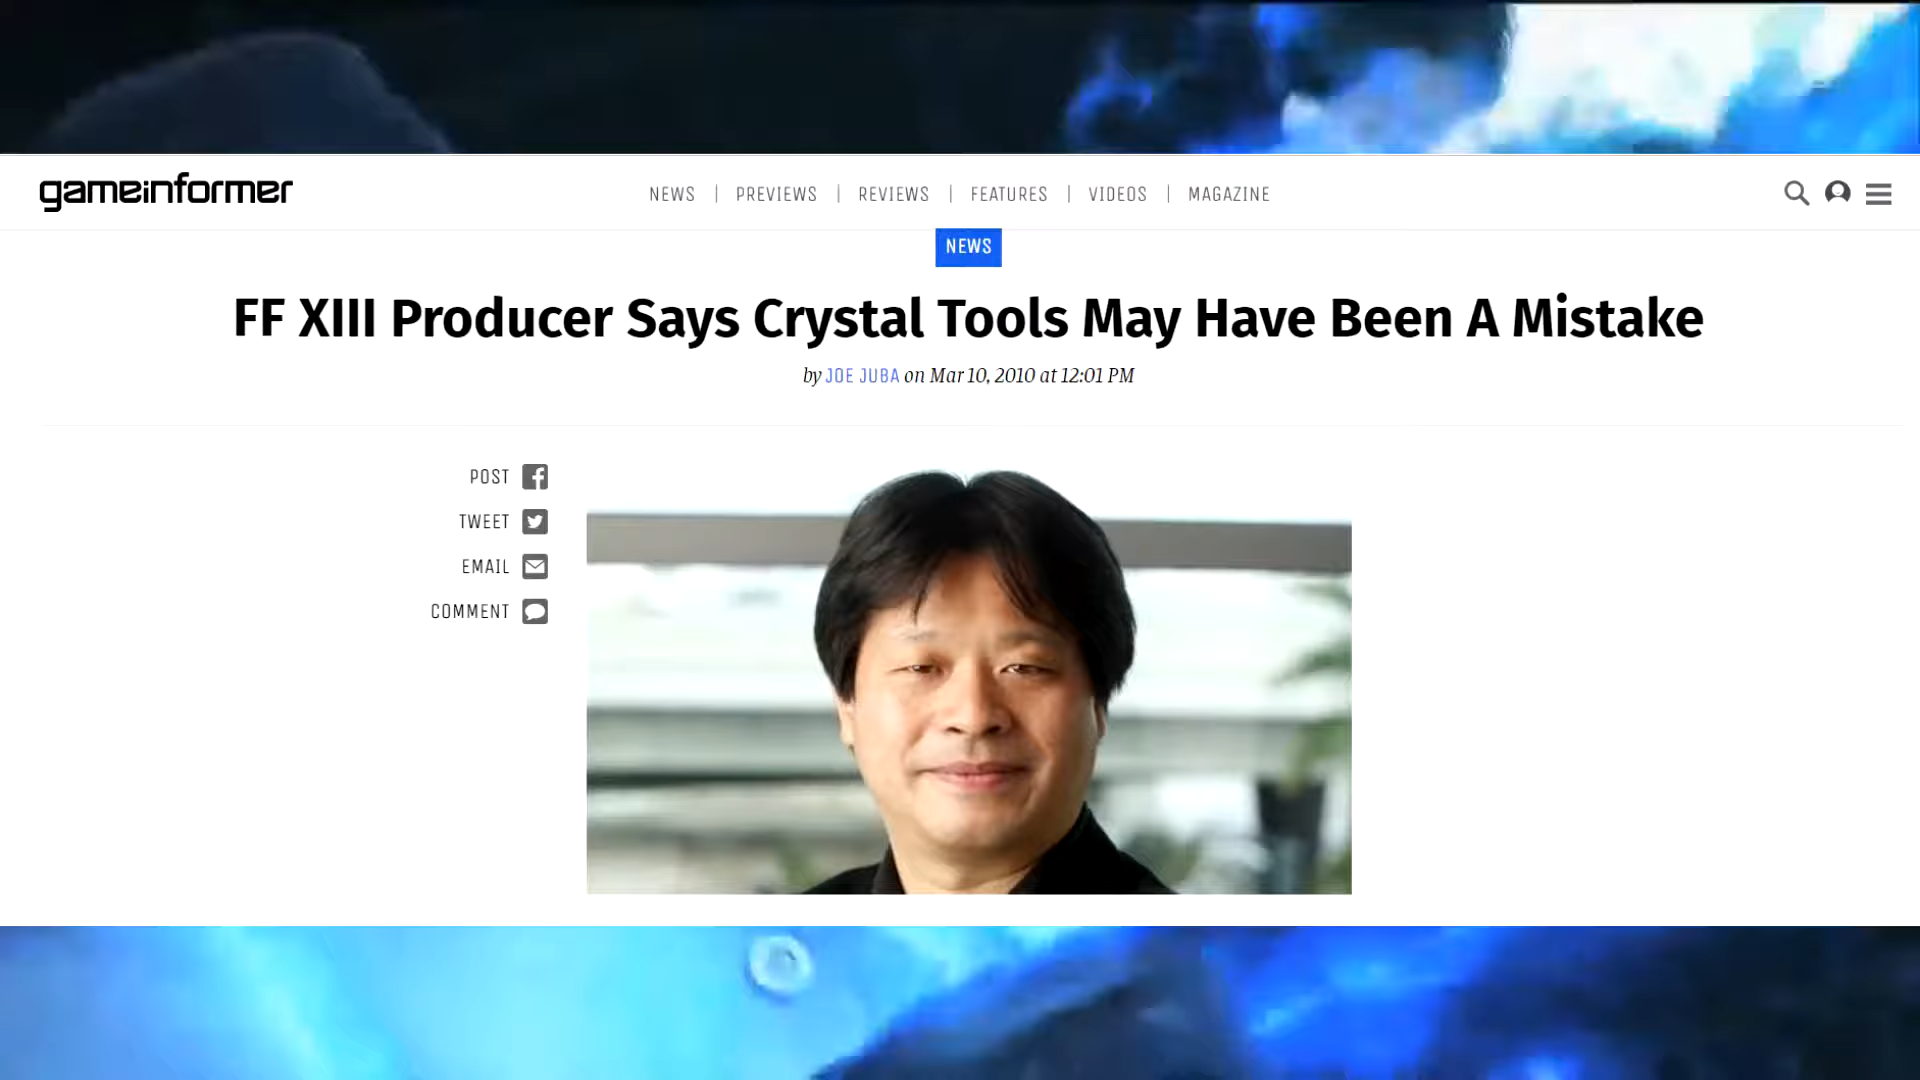 gameinformer
NEWS | PREVIEWS | REVIEWS | FEATURES | VIDEOS | MAGAZINE
NEWS
FF XIII Producer Says Crystal Tools May Have Been A Mistake
by JOE JUBA on Mar 10, 2010 at 12:01 PM
POST
TWEET
EMAIL
COMMENT